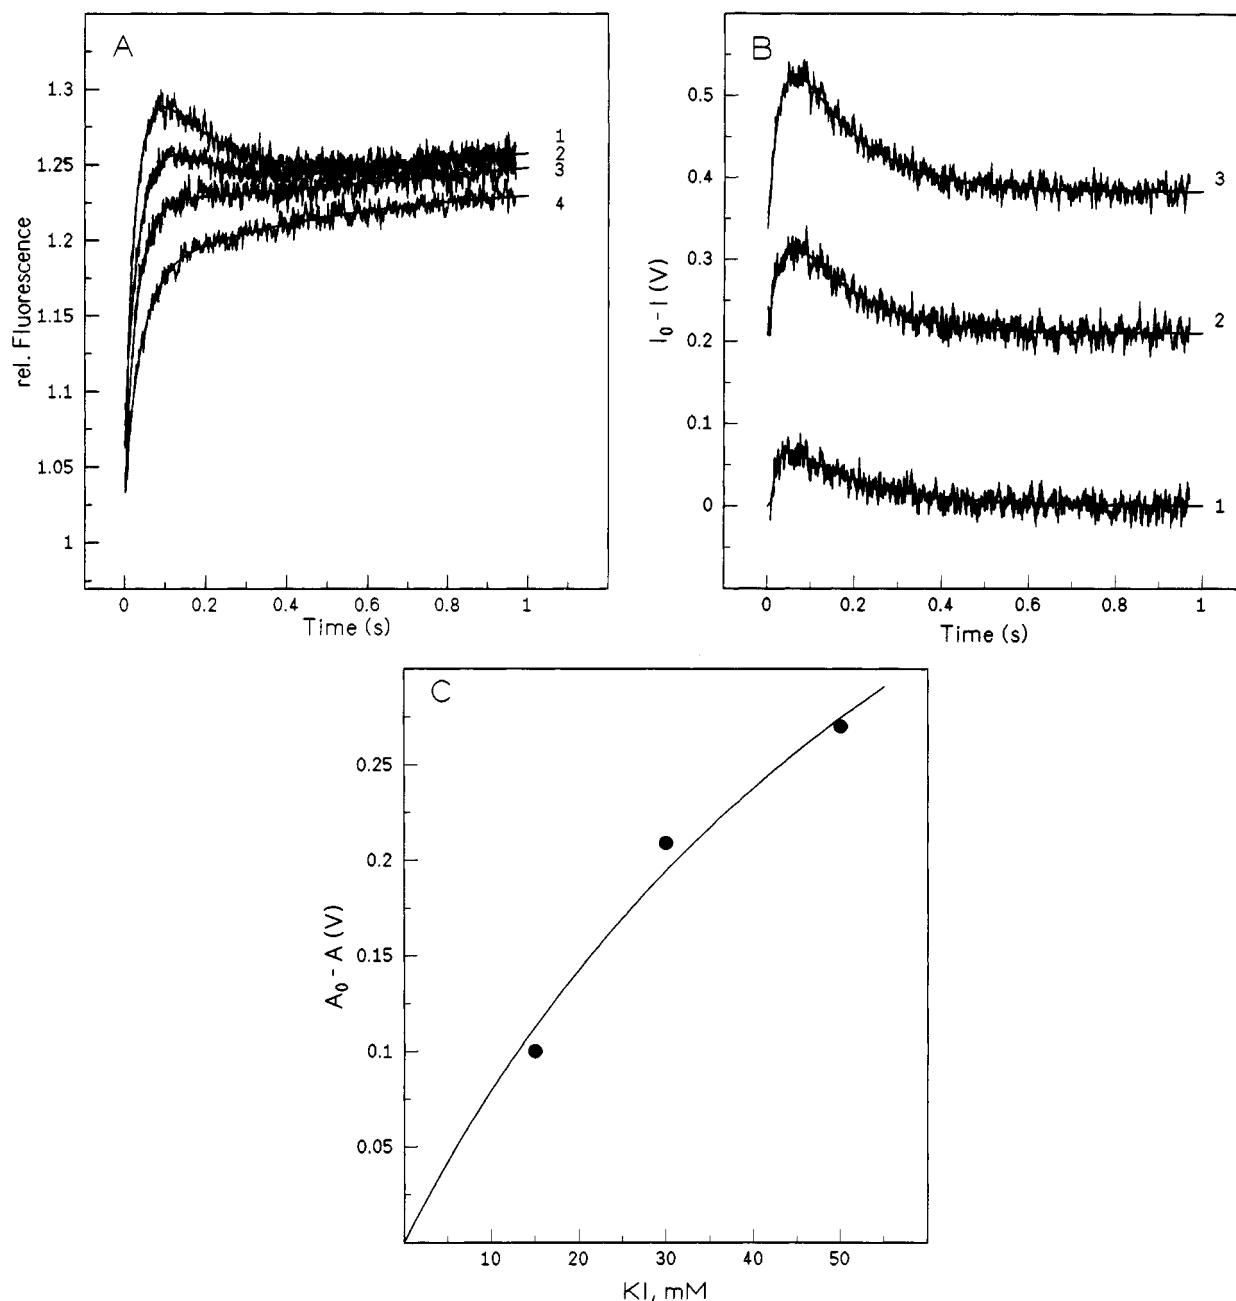 A
1.3
1.25
1.2
1.15
1.1
1.05
1
rel. Fluorescence
1
2
3
4
0 0.2 0.4 0.6 0.8 1
Time (s)
B
0.5
0.4
0.3
0.2
0.1
0
I₀ - I (V)
3
2
1
0 0.2 0.4 0.6 0.8 1
Time (s)
C
0.25
0.2
0.15
0.1
0.05
A₀ - A (V)
10 20 30 40 50
KI, mM